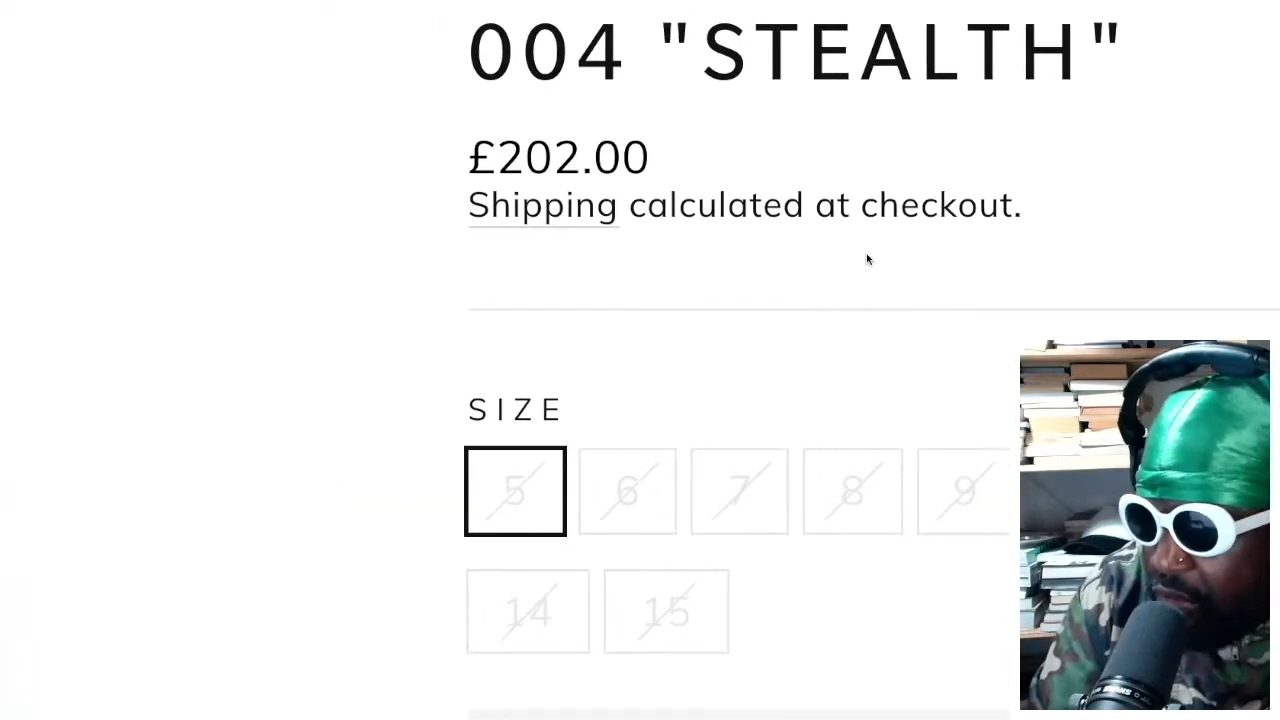 004 "STEALTH"
£202.00
Shipping calculated at checkout.
SIZE
5 6 7 8 9
14 15